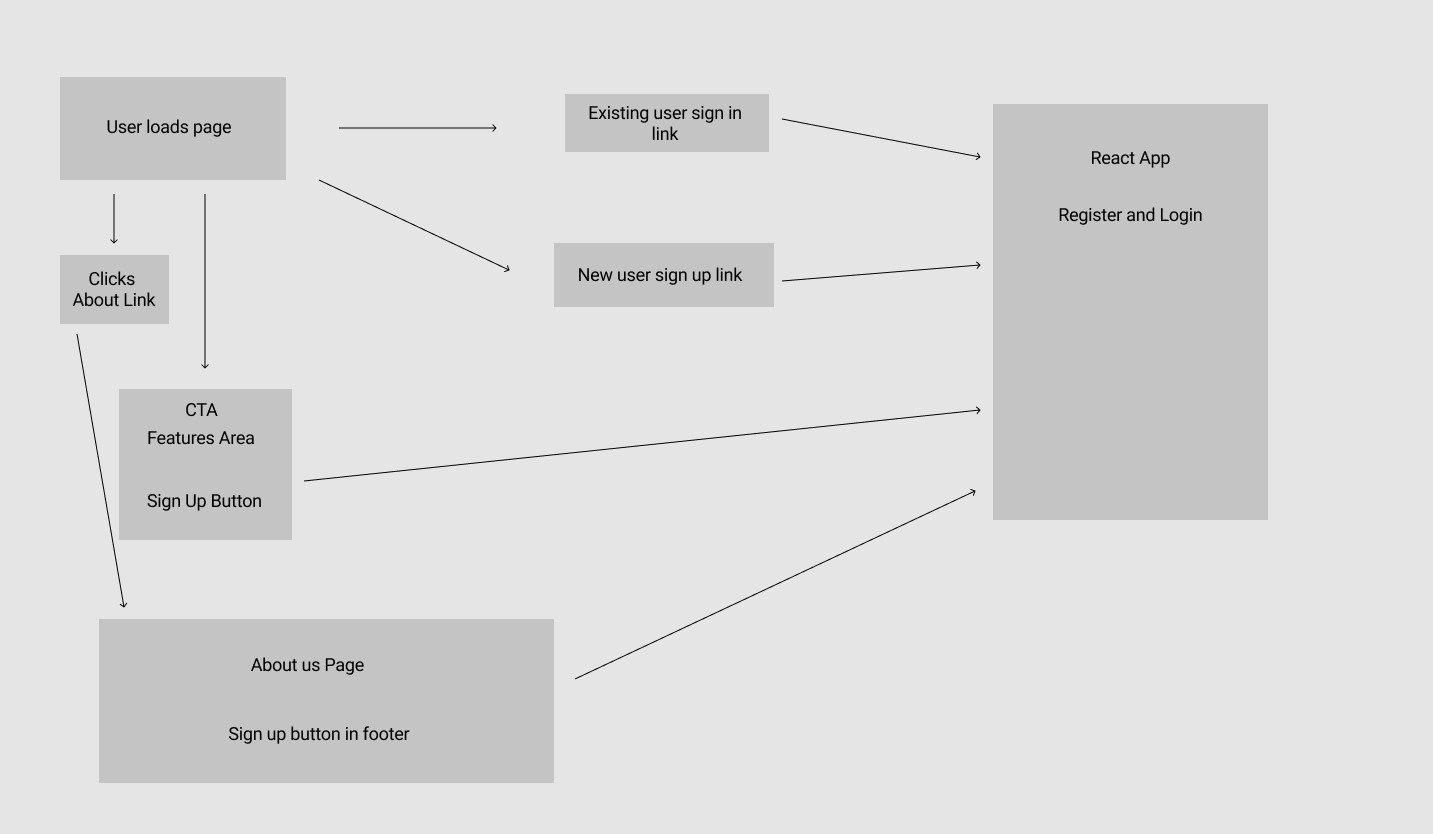 User loads page
Existing user sign in
link
React App
Register and Login
New user sign up link
Clicks
About Link
CTA
Features Area
Sign Up Button
About us Page
Sign up button in footer